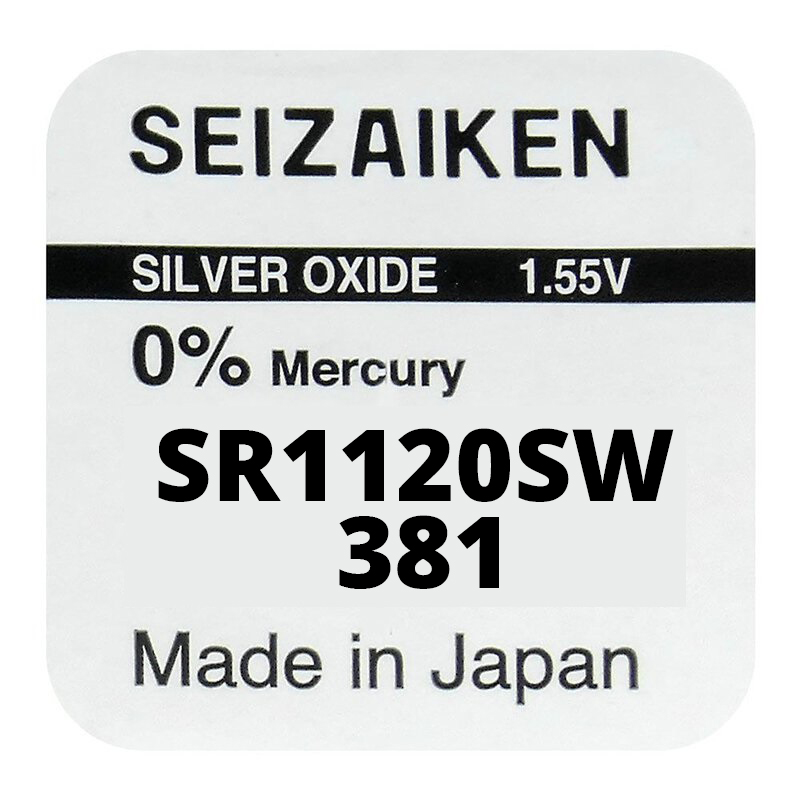 SEIZAIKEN
SILVER OXIDE 1.55V
0% Mercury
SR1120SW
381
Made in Japan